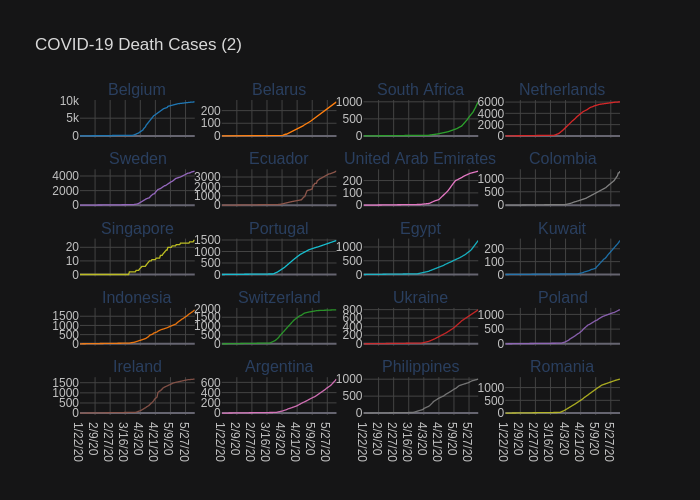 COVID-19 Death Cases (2)
Belgium Belarus South Africa Netherlands
10k 5k 0
200 100 0
1000 500 0
6000 4000 2000 0
Sweden Ecuador United Arab Emirates Colombia
4000 2000 0
3000 2000 1000 0
200 100 0
1000 500 0
Singapore Portugal Egypt Kuwait
20 10 0
1500 1000 500 0
1000 500 0
200 100 0
Indonesia Switzerland Ukraine Poland
1500 1000 500 0
2000 1500 1000 500 0
800 600 400 200 0
1000 500 0
Ireland Argentina Philippines Romania
1500 1000 500 0
600 400 200 0
1000 500 0
1000 500 0
1/22/20 2/9/20 2/27/20 3/16/20 4/3/20 4/21/20 5/9/20 5/27/20
1/22/20 2/9/20 2/27/20 3/16/20 4/3/20 4/21/20 5/9/20 5/27/20
1/22/20 2/9/20 2/27/20 3/16/20 4/3/20 4/21/20 5/9/20 5/27/20
1/22/20 2/9/20 2/27/20 3/16/20 4/3/20 4/21/20 5/9/20 5/27/20